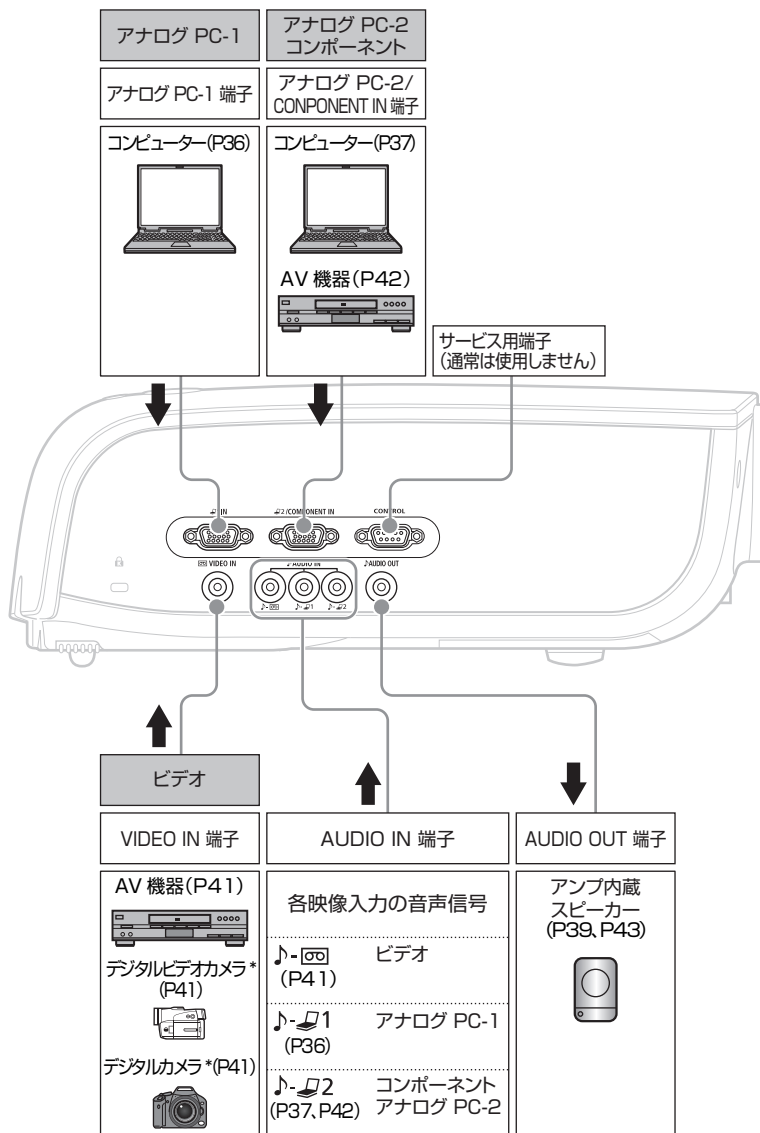 アナログ PC-1
アナログ PC-2
コンポーネント
アナログ PC-1 端子
アナログ PC-2/
CONPONENT IN 端子
コンピューター(P36)
コンピューター(P37)
AV 機器(P42)
サービス用端子
(通常は使用しません)
1 IN
2/COMPONENT IN
CONTROL
VIDEO IN
♪AUDIO IN
♪AUDIO OUT
♪-
♪-1
♪-2
ビデオ
VIDEO IN 端子
AUDIO IN 端子
AUDIO OUT 端子
AV 機器(P41)
デジタルビデオカメラ*
(P41)
デジタルカメラ*(P41)
各映像入力の音声信号
♪- ビデオ
(P41)
♪-1 アナログ PC-1
(P36)
♪-2 コンポーネント
(P37、P42) アナログ PC-2
アンプ内蔵
スピーカー
(P39、P43)